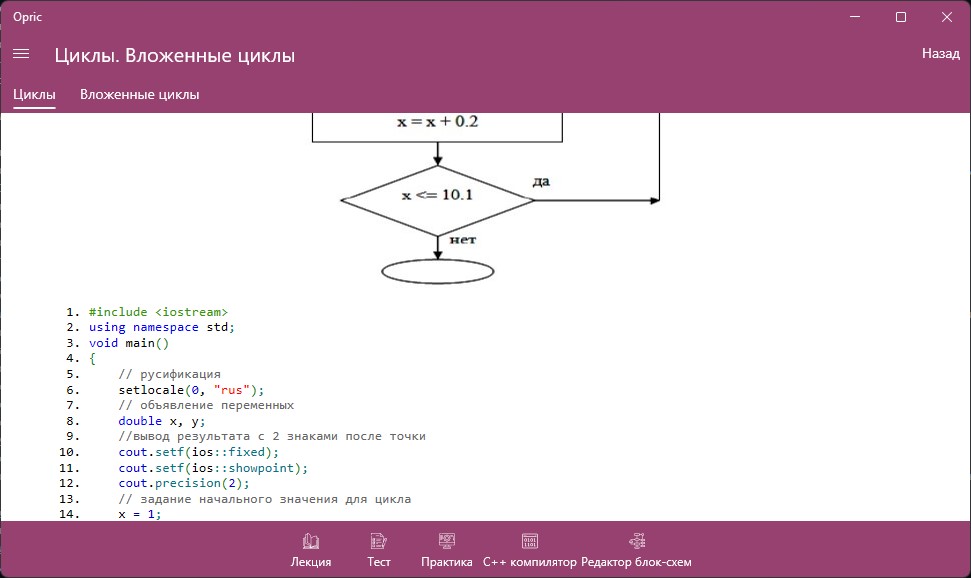 Opric
Циклы. Вложенные циклы
Назад
Циклы Вложенные циклы
x = x + 0.2
да
x <= 10.1
нет
1. #include <iostream>
2. using namespace std;
3. void main()
4. {
5. // русификация
6. setlocale(0, "rus");
7. // объявление переменных
8. double x, y;
9. //вывод результата с 2 знаками после точки
10. cout.setf(ios::fixed);
11. cout.setf(ios::showpoint);
12. cout.precision(2);
13. // задание начального значения для цикла
14. x = 1;
Лекция Тест Практика C++ компилятор Редактор блок-схем